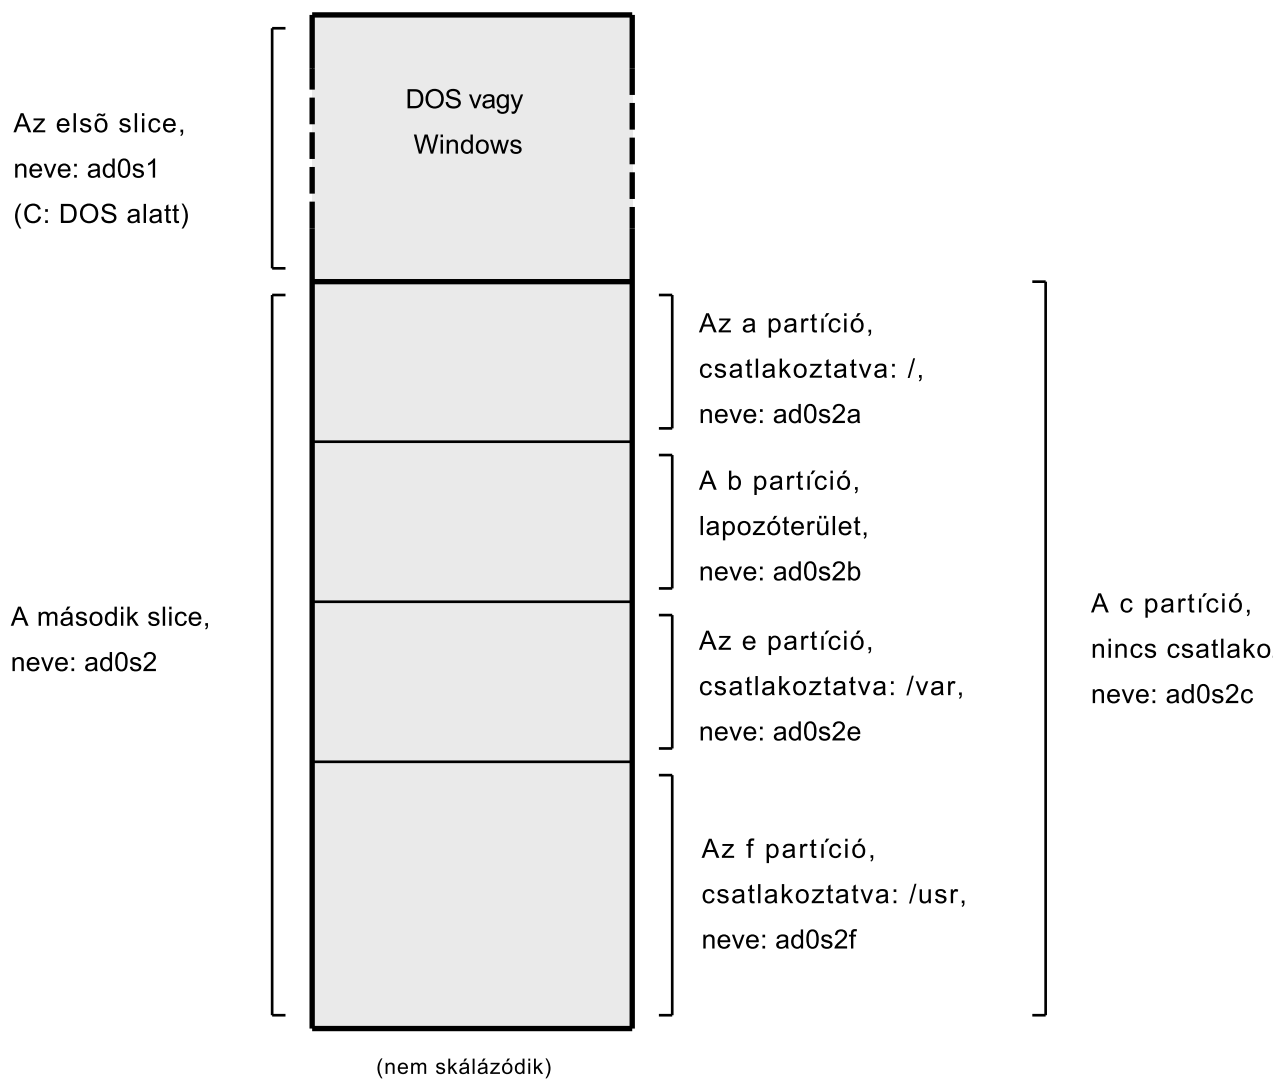 DOS vagy
Windows
Az elsõ slice,
neve: ad0s1
(C: DOS alatt)
Az a partíció,
csatlakoztatva: /,
neve: ad0s2a
A b partíció,
lapozóterület,
neve: ad0s2b
A második slice,
neve: ad0s2
Az e partíció,
csatlakoztatva: /var,
neve: ad0s2e
A c partíció,
nincs csatlako
neve: ad0s2c
Az f partíció,
csatlakoztatva: /usr,
neve: ad0s2f
(nem skálázódik)